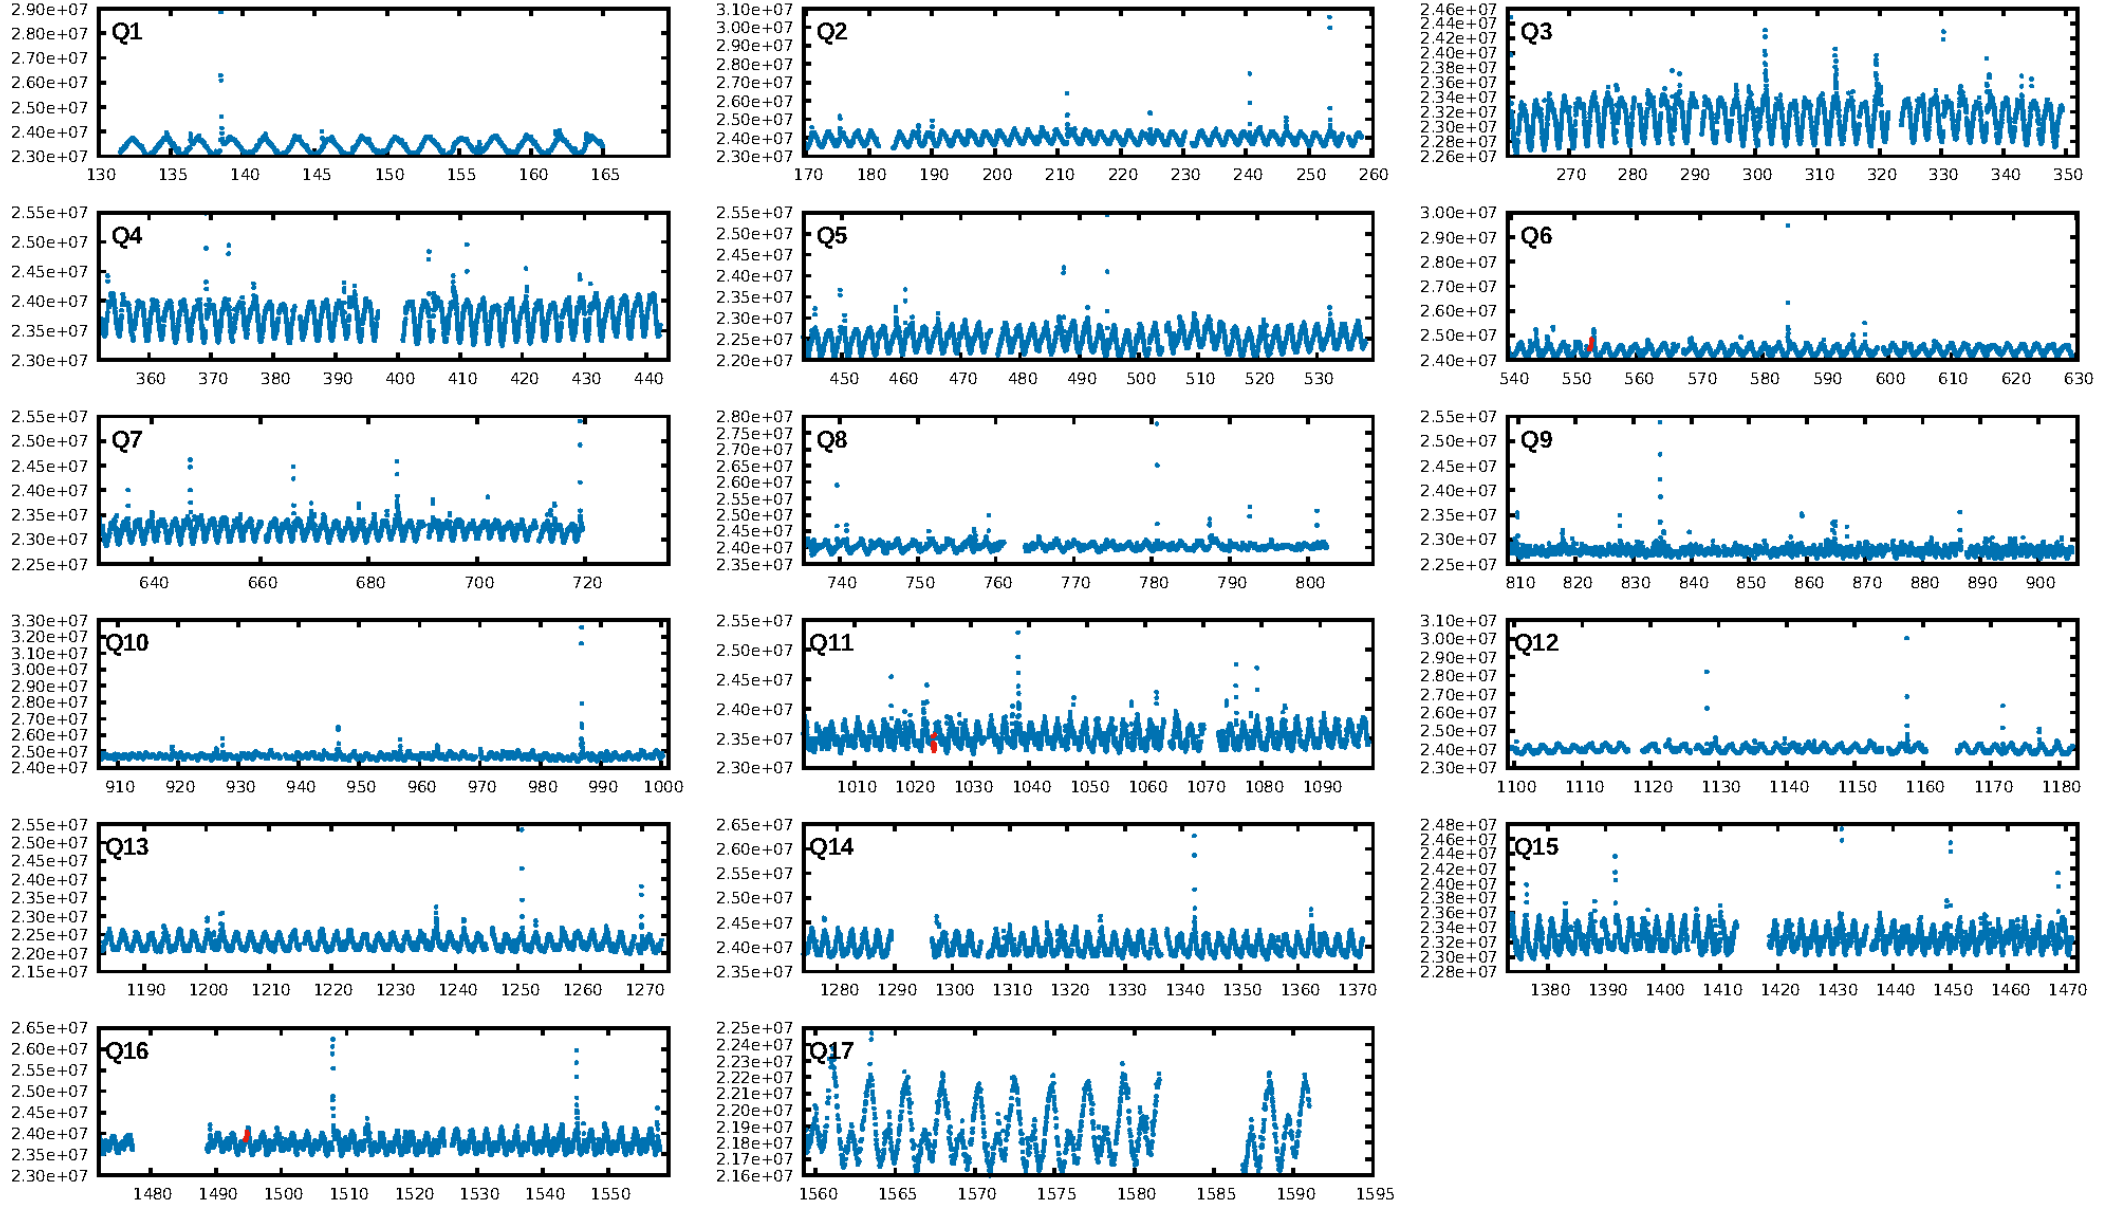 Q1
2.90e+07
2.80e+07
2.70e+07
2.60e+07
2.50e+07
2.40e+07
2.30e+07
130 135 140 145 150 155 160 165
Q2
3.10e+07
3.00e+07
2.90e+07
2.80e+07
2.70e+07
2.60e+07
2.50e+07
2.40e+07
2.30e+07
170 180 190 200 210 220 230 240 250 260
Q3
2.46e+07
2.44e+07
2.42e+07
2.40e+07
2.38e+07
2.36e+07
2.34e+07
2.32e+07
2.30e+07
2.28e+07
2.26e+07
270 280 290 300 310 320 330 340 350
Q4
2.55e+07
2.50e+07
2.45e+07
2.40e+07
2.35e+07
2.30e+07
360 370 380 390 400 410 420 430 440
Q5
2.55e+07
2.50e+07
2.45e+07
2.40e+07
2.35e+07
2.30e+07
2.25e+07
2.20e+07
450 460 470 480 490 500 510 520 530
Q6
3.00e+07
2.90e+07
2.80e+07
2.70e+07
2.60e+07
2.50e+07
2.40e+07
540 550 560 570 580 590 600 610 620 630
Q7
2.55e+07
2.50e+07
2.45e+07
2.40e+07
2.35e+07
2.30e+07
2.25e+07
640 660 680 700 720
Q8
2.80e+07
2.75e+07
2.70e+07
2.65e+07
2.60e+07
2.55e+07
2.50e+07
2.45e+07
2.40e+07
2.35e+07
740 750 760 770 780 790 800
Q9
2.55e+07
2.50e+07
2.45e+07
2.40e+07
2.35e+07
2.30e+07
2.25e+07
810 820 830 840 850 860 870 880 890 900
Q10
3.30e+07
3.20e+07
3.10e+07
3.00e+07
2.90e+07
2.80e+07
2.70e+07
2.60e+07
2.50e+07
2.40e+07
910 920 930 940 950 960 970 980 990 1000
Q11
2.55e+07
2.50e+07
2.45e+07
2.40e+07
2.35e+07
2.30e+07
1010 1020 1030 1040 1050 1060 1070 1080 1090
Q12
3.10e+07
3.00e+07
2.90e+07
2.80e+07
2.70e+07
2.60e+07
2.50e+07
2.40e+07
2.30e+07
1100 1110 1120 1130 1140 1150 1160 1170 1180
Q13
2.55e+07
2.50e+07
2.45e+07
2.40e+07
2.35e+07
2.30e+07
2.25e+07
2.20e+07
2.15e+07
1190 1200 1210 1220 1230 1240 1250 1260 1270
Q14
2.65e+07
2.60e+07
2.55e+07
2.50e+07
2.45e+07
2.40e+07
2.35e+07
1280 1290 1300 1310 1320 1330 1340 1350 1360 1370
Q15
2.48e+07
2.46e+07
2.44e+07
2.42e+07
2.40e+07
2.38e+07
2.36e+07
2.34e+07
2.32e+07
2.30e+07
2.28e+07
1380 1390 1400 1410 1420 1430 1440 1450 1460 1470
Q16
2.65e+07
2.60e+07
2.55e+07
2.50e+07
2.45e+07
2.40e+07
2.35e+07
2.30e+07
1480 1490 1500 1510 1520 1530 1540 1550
Q17
2.25e+07
2.24e+07
2.23e+07
2.22e+07
2.21e+07
2.20e+07
2.19e+07
2.18e+07
2.17e+07
2.16e+07
1560 1565 1570 1575 1580 1585 1590 1595